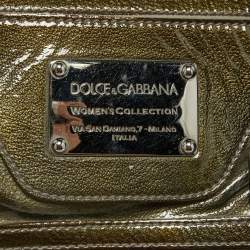 DOLCE & GABBANA
WOMEN'S COLLECTION
VIA SAN DAMIANO, 7 - MILANO
ITALIA